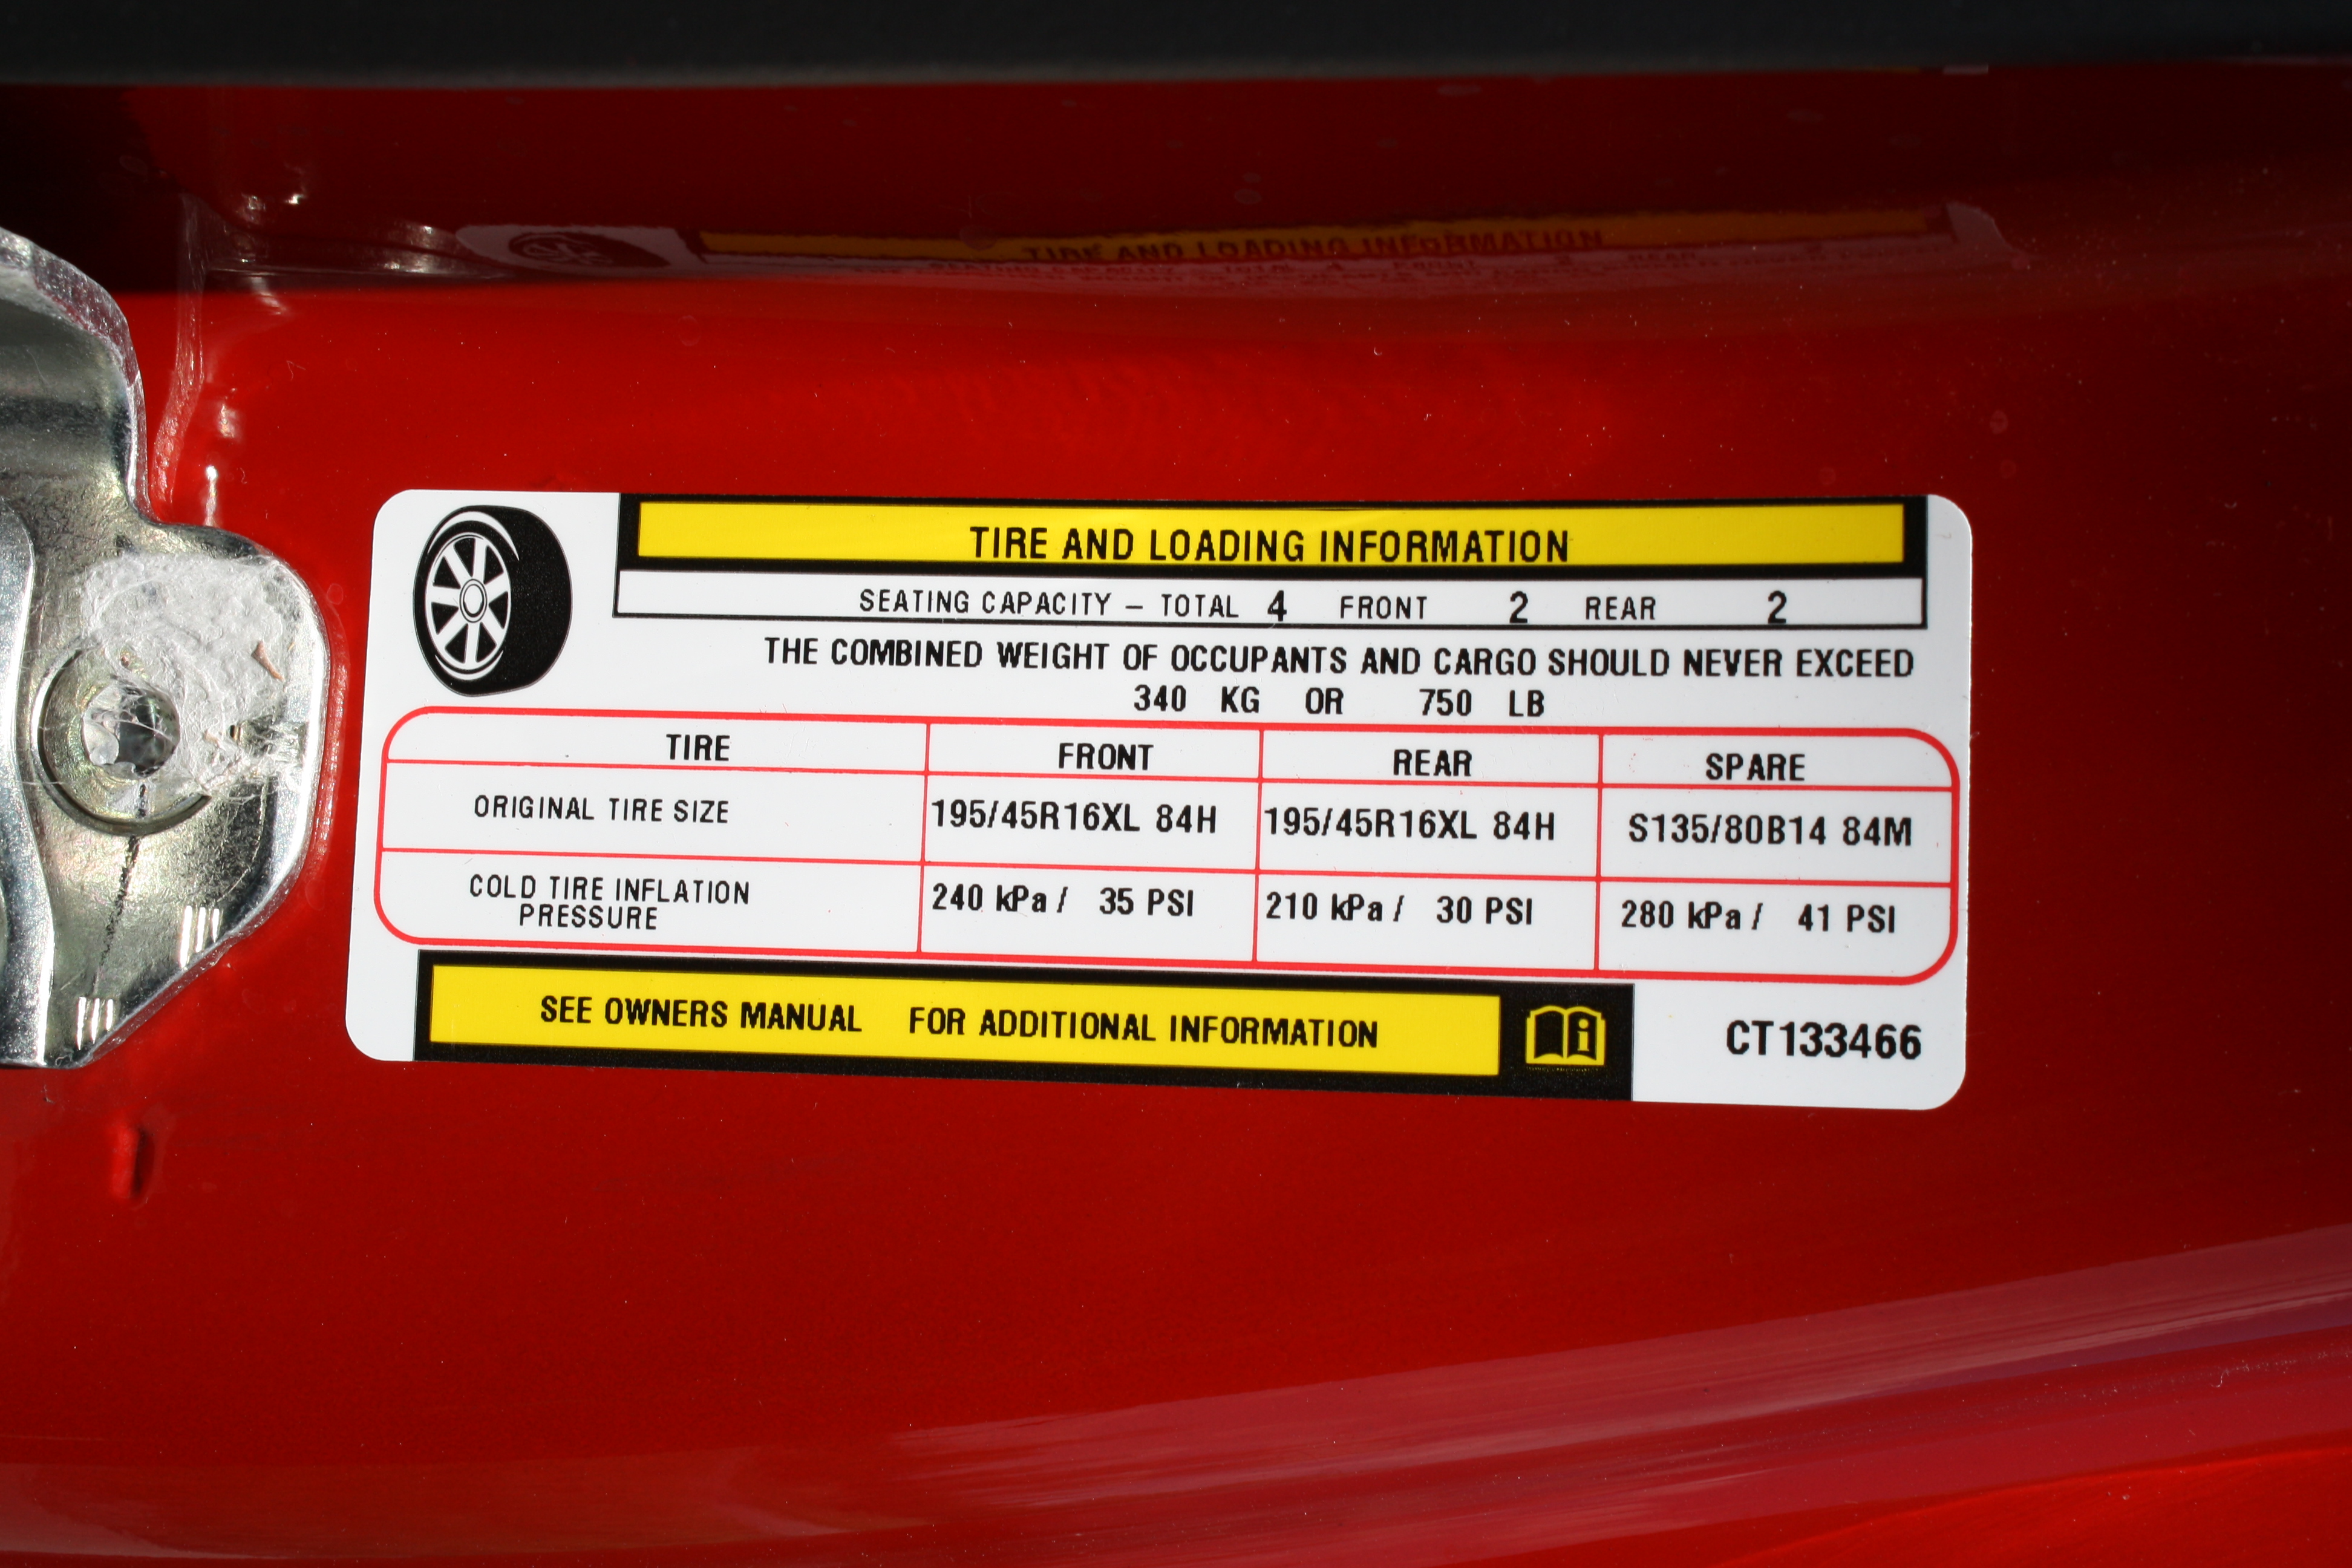 TIRE AND LOADING INFORMATION
SEATING CAPACITY – TOTAL 4 FRONT 2 REAR 2
THE COMBINED WEIGHT OF OCCUPANTS AND CARGO SHOULD NEVER EXCEED
340 KG OR 750 LB
TIRE FRONT REAR SPARE
ORIGINAL TIRE SIZE 195/45R16XL 84H 195/45R16XL 84H S135/80B14 84M
COLD TIRE INFLATION
PRESSURE 240 kPa / 35 PSI 210 kPa / 30 PSI 280 kPa / 41 PSI
SEE OWNERS MANUAL FOR ADDITIONAL INFORMATION
CT133466